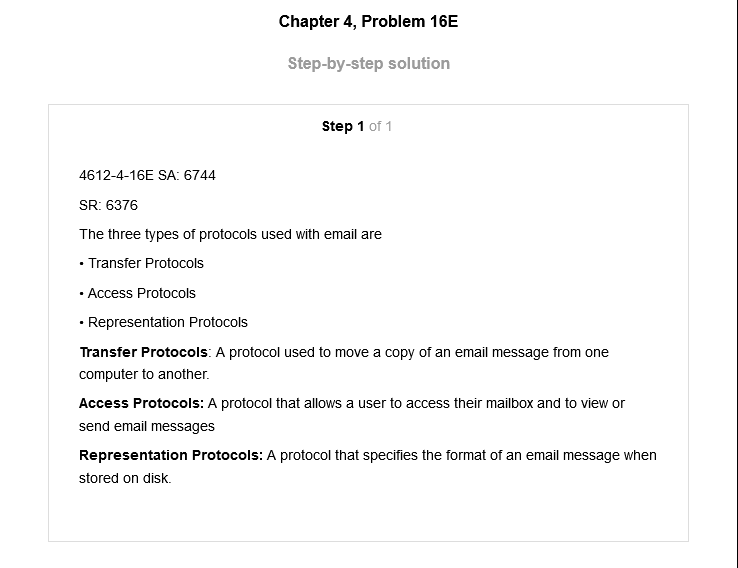 Chapter 4, Problem 16E
Step-by-step solution
Step 1 of 1
4612-4-16E SA: 6744
SR: 6376
The three types of protocols used with email are
• Transfer Protocols
• Access Protocols
• Representation Protocols
Transfer Protocols: A protocol used to move a copy of an email message from one
computer to another.
Access Protocols: A protocol that allows a user to access their mailbox and to view or
send email messages
Representation Protocols: A protocol that specifies the format of an email message when
stored on disk.